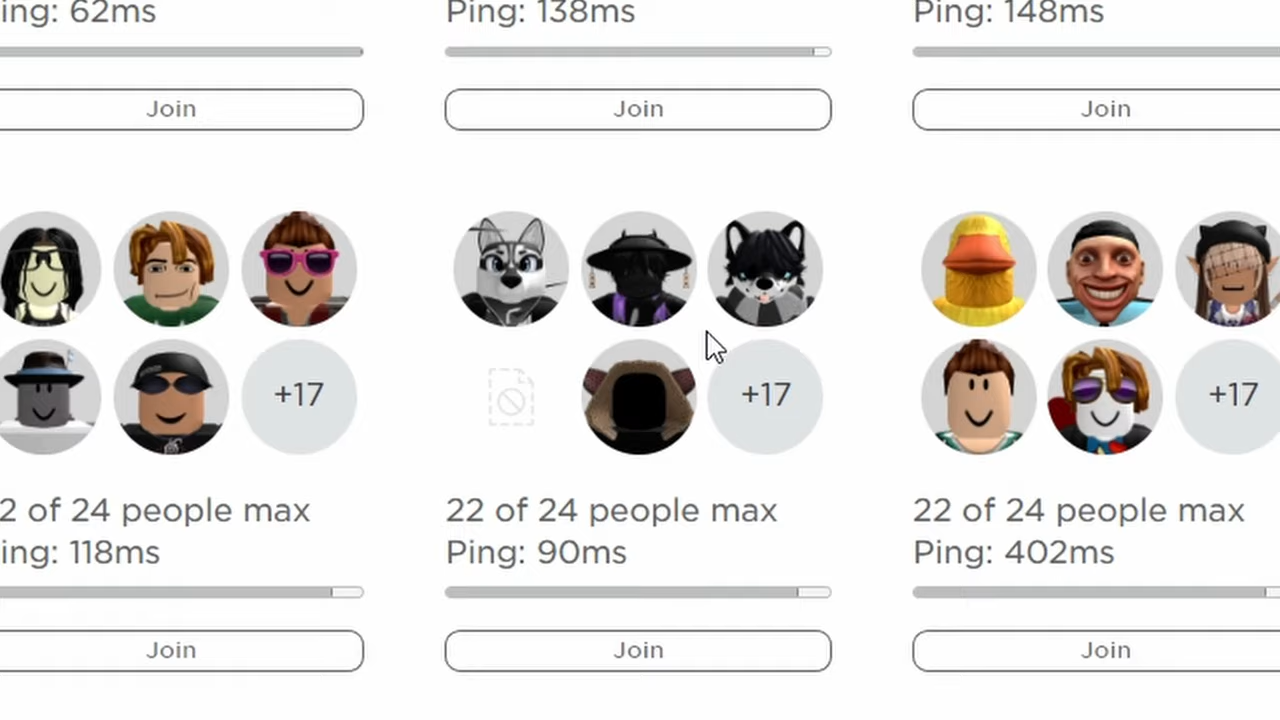 ing: 62ms
Ping: 138ms
Ping: 148ms
Join
Join
Join
+17
+17
+17
2 of 24 people max
22 of 24 people max
22 of 24 people max
ing: 118ms
Ping: 90ms
Ping: 402ms
Join
Join
Join